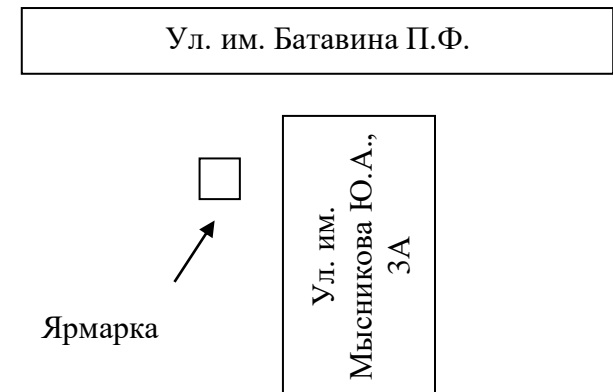 Ул. им. Батавина П.Ф.
Ул. им.
Мысникова Ю.А.,
3А
Ярмарка